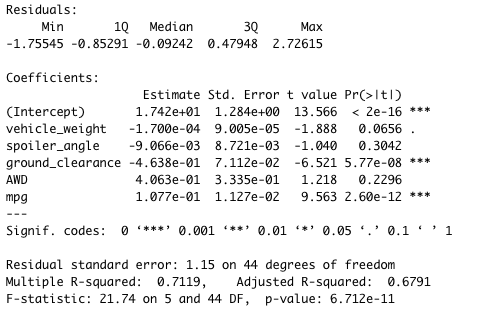 Residuals:
     Min       1Q   Median       3Q      Max
-1.75545 -0.85291 -0.09242  0.47948  2.72615

Coefficients:
                   Estimate Std. Error t value Pr(>|t|)
(Intercept)       1.742e+01  1.284e+00  13.566  < 2e-16 ***
vehicle_weight   -1.700e-04  9.005e-05  -1.888   0.0656 .
spoiler_angle    -9.066e-03  8.721e-03  -1.040   0.3042
ground_clearance -4.638e-01  7.112e-02  -6.521 5.77e-08 ***
AWD               4.063e-01  3.335e-01   1.218   0.2296
mpg               1.077e-01  1.127e-02   9.563 2.60e-12 ***
---
Signif. codes:  0 ‘***’ 0.001 ‘**’ 0.01 ‘*’ 0.05 ‘.’ 0.1 ‘ ’ 1

Residual standard error: 1.15 on 44 degrees of freedom
Multiple R-squared:  0.7119,    Adjusted R-squared:  0.6791
F-statistic: 21.74 on 5 and 44 DF,  p-value: 6.712e-11